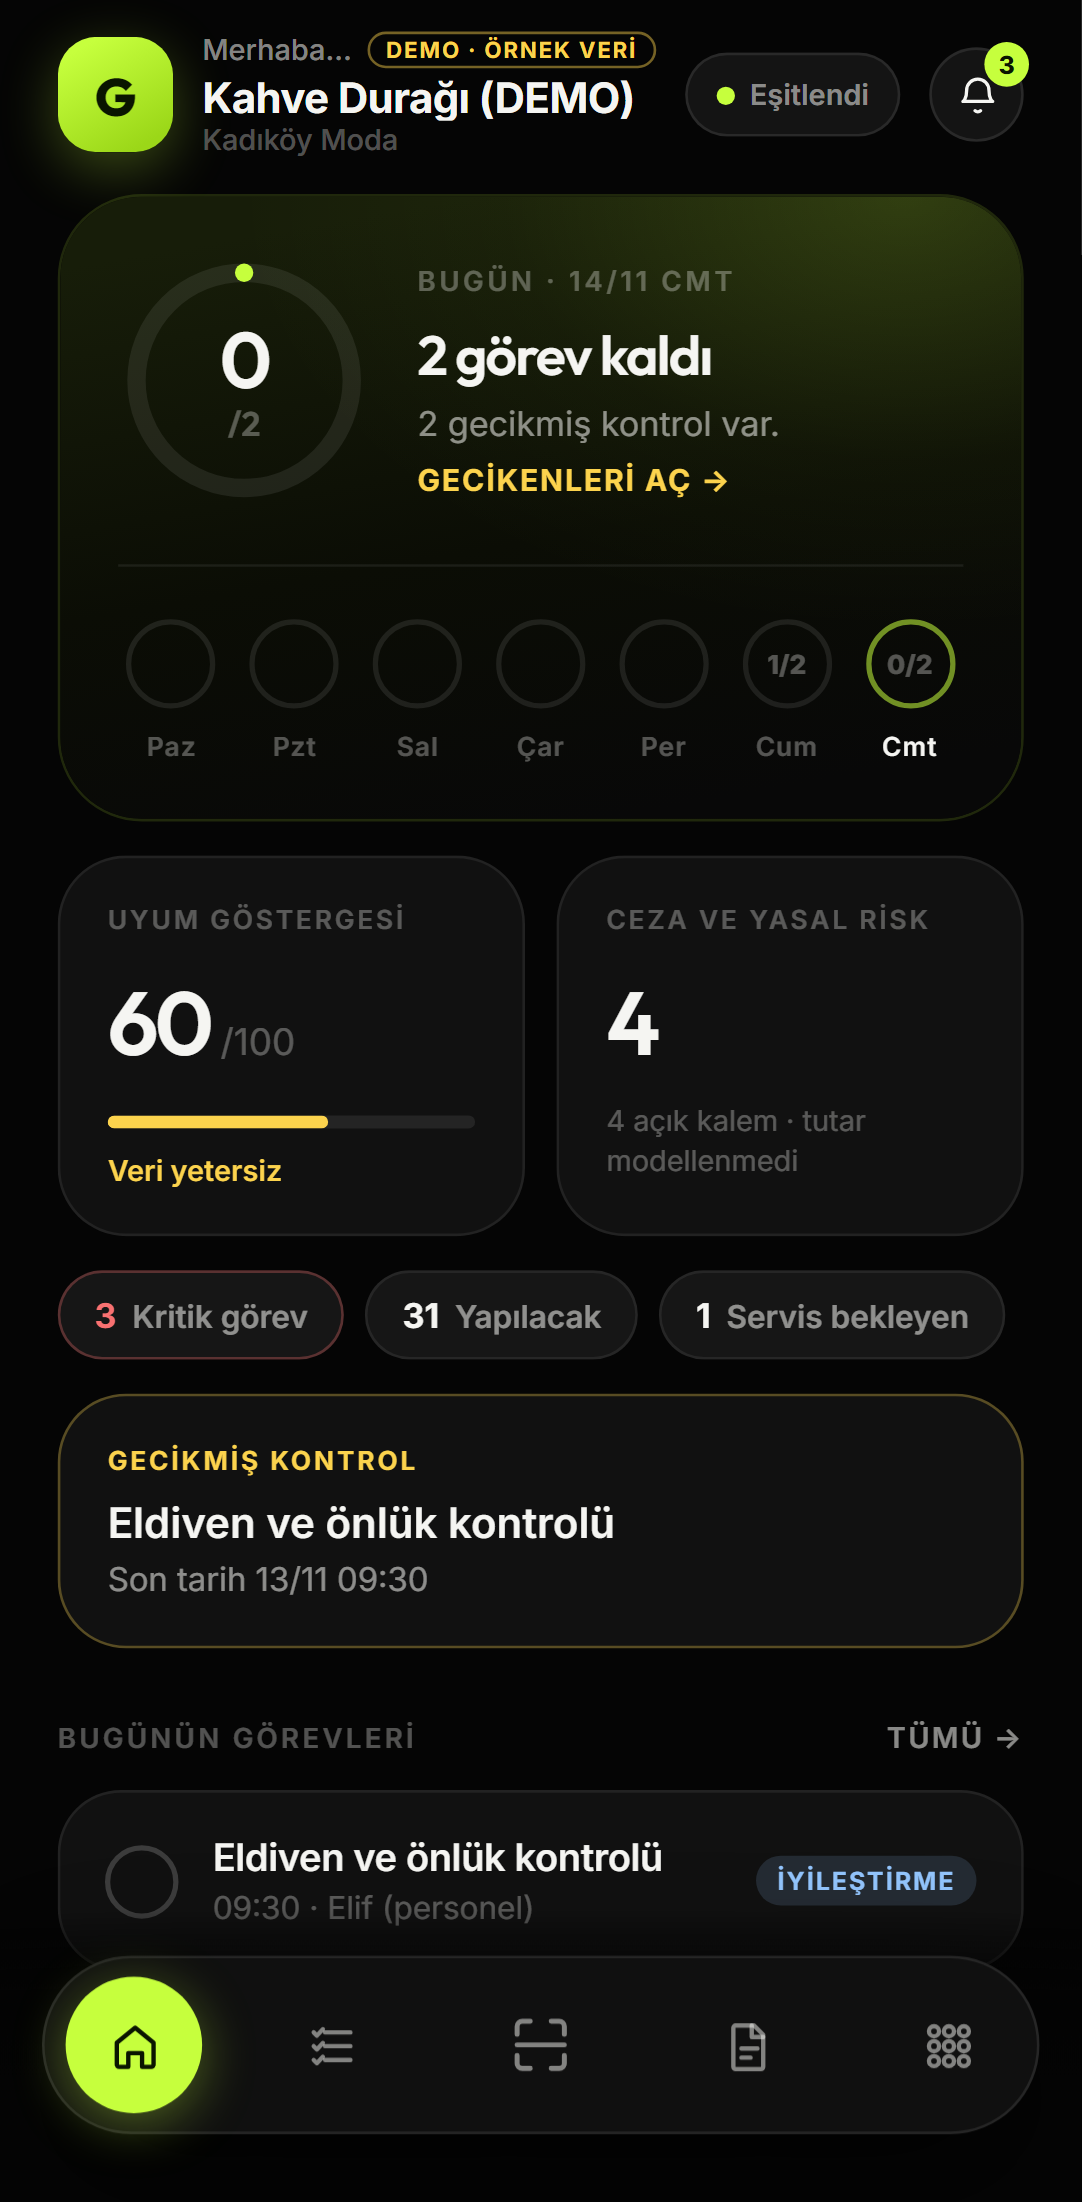 G
Merhaba...
DEMO · ÖRNEK VERİ
Kahve Durağı (DEMO)
Kadıköy Moda
Eşitlendi
3
0
/2
BUGÜN · 14/11 CMT
2 görev kaldı
2 gecikmiş kontrol var.
GECİKENLERİ AÇ →
1/2
0/2
Paz
Pzt
Sal
Çar
Per
Cum
Cmt
UYUM GÖSTERGESİ
60 /100
Veri yetersiz
CEZA VE YASAL RİSK
4
4 açık kalem · tutar
modellenmedi
3 Kritik görev
31 Yapılacak
1 Servis bekleyen
GECİKMİŞ KONTROL
Eldiven ve önlük kontrolü
Son tarih 13/11 09:30
BUGÜNÜN GÖREVLERİ
TÜMÜ →
Eldiven ve önlük kontrolü
09:30 · Elif (personel)
İYİLEŞTİRME